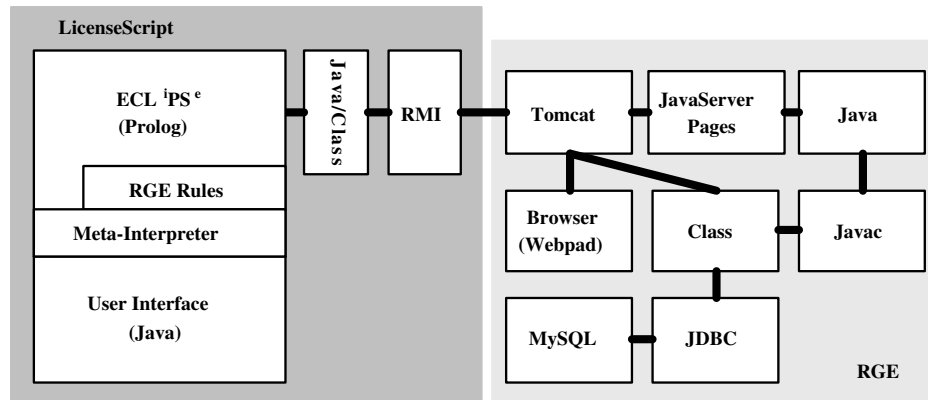 LicenseScript
ECL iPS e
(Prolog)
RGE Rules
Meta-Interpreter
User Interface
(Java)
Java/Class
RMI
Tomcat
JavaServer
Pages
Java
Browser
(Webpad)
Class
Javac
MySQL
JDBC
RGE